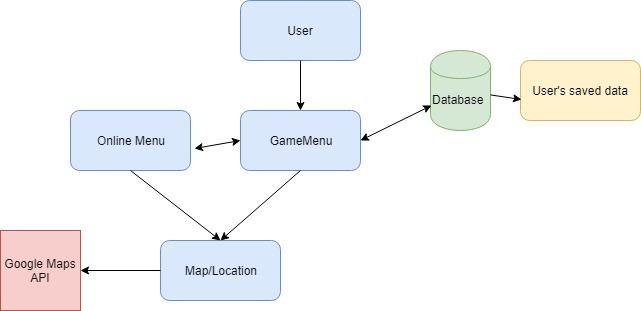 User
Database
User's saved data
Online Menu
GameMenu
Google Maps
API
Map/Location